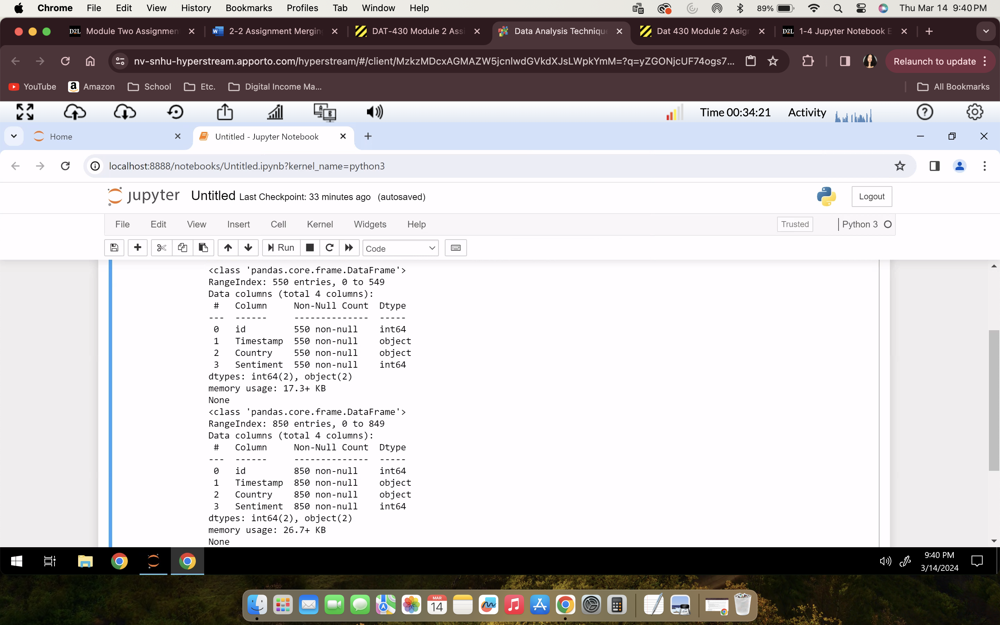 Chrome File Edit View History Bookmarks Profiles Tab Window Help 89% Thu Mar 14 9:40 PM
D2L Module Two Assignmen 2-2 Assignment Merging DAT-430 Module 2 Assi Data Analysis Technique Dat 430 Module 2 Asign D2L 1-4 Jupyter Notebook E
nv-snhu-hyperstream.apporto.com/hyperstream/#/client/MzkzMDcxAGMAZW5jcnlwdGVkdXJsLWpkYmM=?q=yZGONjcUF74ogs7... Relaunch to update
YouTube Amazon School Etc. Digital Income Ma... All Bookmarks
Time 00:34:21 Activity
Home Untitled - Jupyter Notebook
localhost:8888/notebooks/Untitled.ipynb?kernel_name=python3
jupyter Untitled Last Checkpoint: 33 minutes ago (autosaved) Logout
File Edit View Insert Cell Kernel Widgets Help Trusted Python 3
Run Code
<class 'pandas.core.frame.DataFrame'>
RangeIndex: 550 entries, 0 to 549
Data columns (total 4 columns):
# Column Non-Null Count Dtype
--- ------ -------------- -----
0 id 550 non-null int64
1 Timestamp 550 non-null object
2 Country 550 non-null object
3 Sentiment 550 non-null int64
dtypes: int64(2), object(2)
memory usage: 17.3+ KB
None
<class 'pandas.core.frame.DataFrame'>
RangeIndex: 850 entries, 0 to 849
Data columns (total 4 columns):
# Column Non-Null Count Dtype
--- ------ -------------- -----
0 id 850 non-null int64
1 Timestamp 850 non-null object
2 Country 850 non-null object
3 Sentiment 850 non-null int64
dtypes: int64(2), object(2)
memory usage: 26.7+ KB
None
9:40 PM
3/14/2024
MAR
14